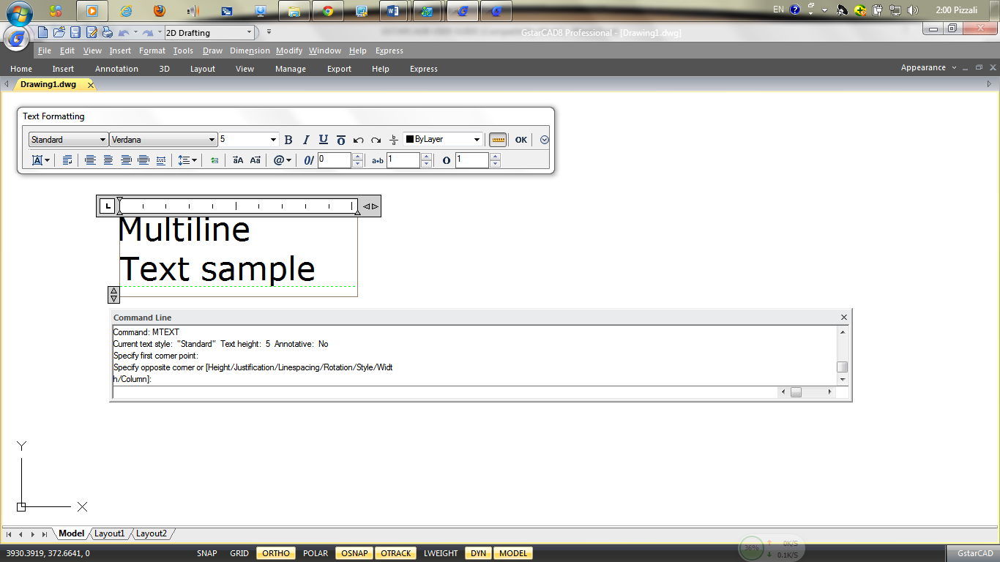 EN 2:00 Pizzali
2D Drafting GstarCAD8 Professional - [Drawing1.dwg]
File Edit View Insert Format Tools Draw Dimension Modify Window Help Express
Home Insert Annotation 3D Layout View Manage Export Help Express Appearance
Drawing1.dwg
Text Formatting
Standard Verdana 5 B I U O b/a ByLayer OK
A aA Aa @ 0/ 0 a+b 1 O 1
L
Multiline
Text sample
Command Line
Command: MTEXT
Current text style: "Standard" Text height: 5 Annotative: No
Specify first corner point:
Specify opposite corner or [Height/Justification/Linespacing/Rotation/Style/Widt
h/Column]:
Y
X
Model Layout1 Layout2
3930.3919, 372.6641, 0 SNAP GRID ORTHO POLAR OSNAP OTRACK LWEIGHT DYN MODEL 36% 0K/S GstarCAD
0.1K/S